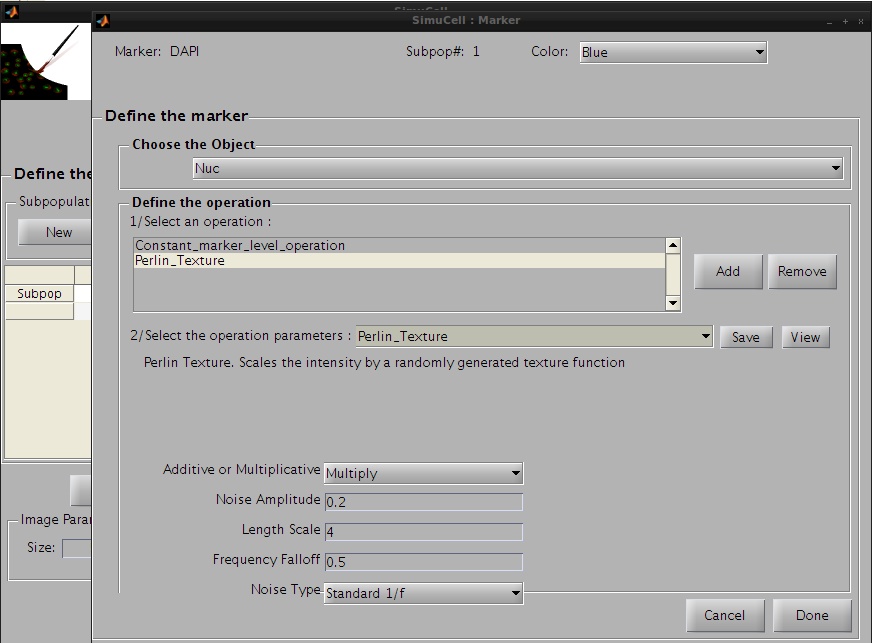 SimuCell : Marker
Marker: DAPI
Subpop#: 1
Color: Blue
Define the marker
Choose the Object
Nuc
Define the
Define the operation
Subpopulat
1/Select an operation :
New
Constant_marker_level_operation
Perlin_Texture
Add
Remove
Subpop
2/Select the operation parameters : Perlin_Texture
Save
View
Perlin Texture. Scales the intensity by a randomly generated texture function
Additive or Multiplicative Multiply
Noise Amplitude 0.2
Image Para
Length Scale 4
Size:
Frequency Falloff 0.5
Noise Type Standard 1/f
Cancel
Done